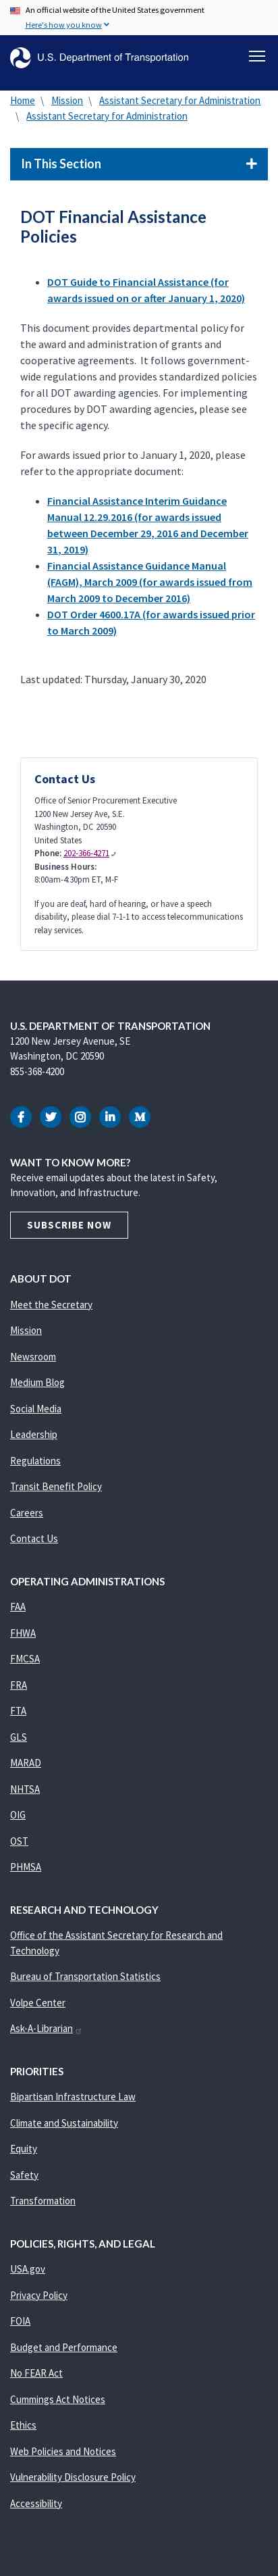 An official website of the United States government
Here's how you know
U.S. Department of Transportation
Home \ Mission \ Assistant Secretary for Administration
\ Assistant Secretary for Administration
In This Section
DOT Financial Assistance
Policies
DOT Guide to Financial Assistance (for
awards issued on or after January 1, 2020)
This document provides departmental policy for
the award and administration of grants and
cooperative agreements. It follows government-
wide regulations and provides standardized policies
for all DOT awarding agencies. For implementing
procedures by DOT awarding agencies, please see
the specific agency.
For awards issued prior to January 1, 2020, please
refer to the appropriate document:
Financial Assistance Interim Guidance
Manual 12.29.2016 (for awards issued
between December 29, 2016 and December
31, 2019)
Financial Assistance Guidance Manual
(FAGM), March 2009 (for awards issued from
March 2009 to December 2016)
DOT Order 4600.17A (for awards issued prior
to March 2009)
Last updated: Thursday, January 30, 2020
Contact Us
Office of Senior Procurement Executive
1200 New Jersey Ave, S.E.
Washington, DC 20590
United States
Phone: 202-366-4271
Business Hours:
8:00am-4:30pm ET, M-F
If you are deaf, hard of hearing, or have a speech
disability, please dial 7-1-1 to access telecommunications
relay services.
U.S. DEPARTMENT OF TRANSPORTATION
1200 New Jersey Avenue, SE
Washington, DC 20590
855-368-4200
WANT TO KNOW MORE?
Receive email updates about the latest in Safety,
Innovation, and Infrastructure.
SUBSCRIBE NOW
ABOUT DOT
Meet the Secretary
Mission
Newsroom
Medium Blog
Social Media
Leadership
Regulations
Transit Benefit Policy
Careers
Contact Us
OPERATING ADMINISTRATIONS
FAA
FHWA
FMCSA
FRA
FTA
GLS
MARAD
NHTSA
OIG
OST
PHMSA
RESEARCH AND TECHNOLOGY
Office of the Assistant Secretary for Research and
Technology
Bureau of Transportation Statistics
Volpe Center
Ask-A-Librarian
PRIORITIES
Bipartisan Infrastructure Law
Climate and Sustainability
Equity
Safety
Transformation
POLICIES, RIGHTS, AND LEGAL
USA.gov
Privacy Policy
FOIA
Budget and Performance
No FEAR Act
Cummings Act Notices
Ethics
Web Policies and Notices
Vulnerability Disclosure Policy
Accessibility